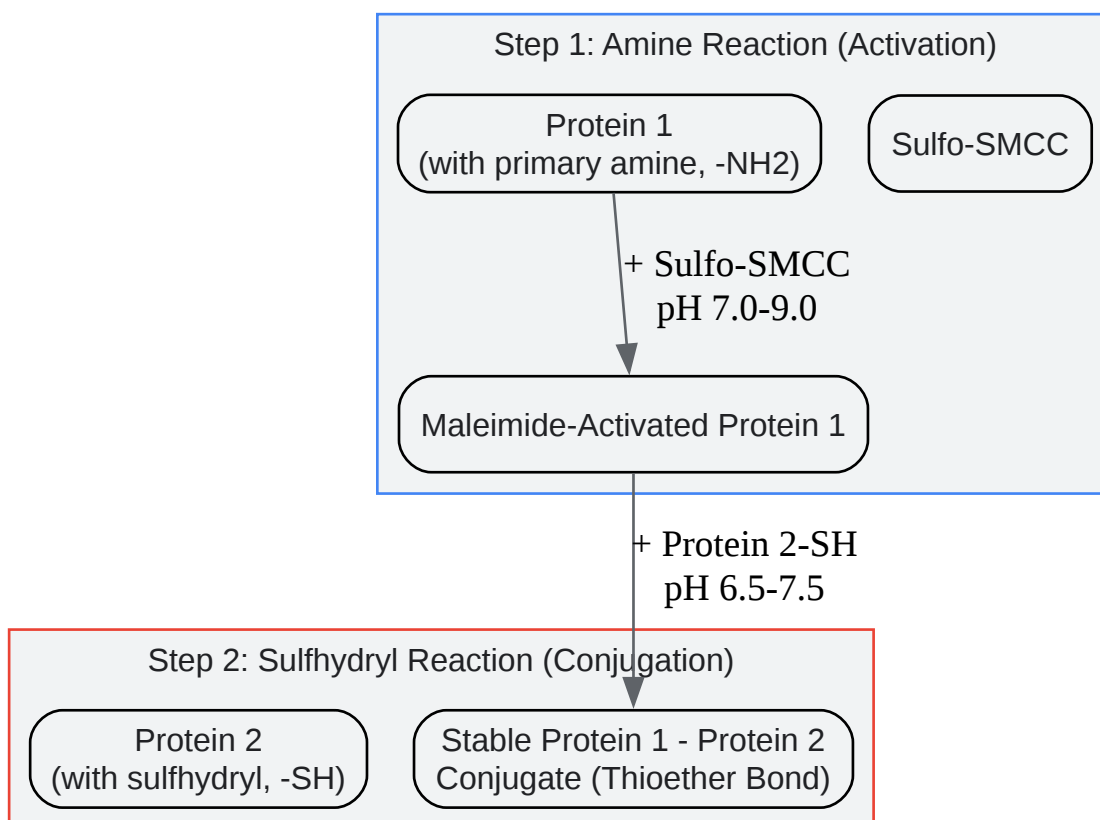 Step 1: Amine Reaction (Activation)
Protein 1
(with primary amine, -NH2)
Sulfo-SMCC
+ Sulfo-SMCC
pH 7.0-9.0
Maleimide-Activated Protein 1
+ Protein 2-SH
pH 6.5-7.5
Step 2: Sulfhydryl Reaction (Conjugation)
Protein 2
(with sulfhydryl, -SH)
Stable Protein 1 - Protein 2
Conjugate (Thioether Bond)